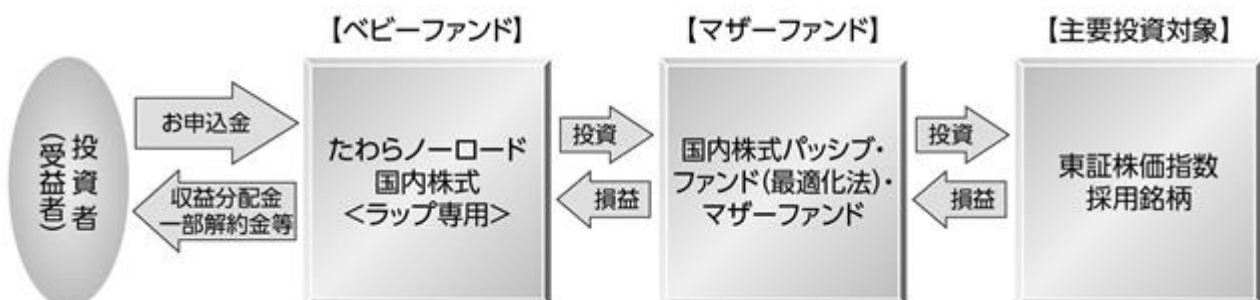 【ベビーファンド】
【マザーファンド】
【主要投資対象】
投資者
(受益者)
お申込金
収益分配金
一部解約金等
たわらノーロード
国内株式
<ラップ専用>
投資
損益
国内株式パッシブ・
ファンド(最適化法)・
マザーファンド
投資
損益
東証株価指数
採用銘柄